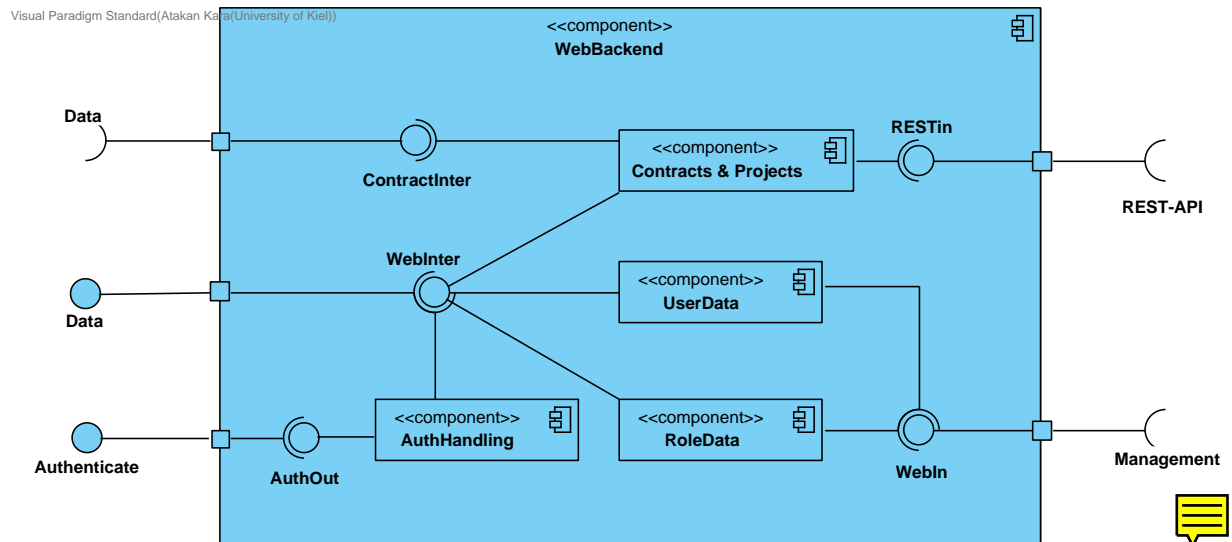 Visual Paradigm Standard(Atakan Kara(University of Kiel))
<<component>>
WebBackend
Data
ContractInter
<<component>>
Contracts & Projects
RESTin
REST-API
WebInter
Data
<<component>>
UserData
<<component>>
AuthHandling
<<component>>
RoleData
Authenticate
AuthOut
WebIn
Management